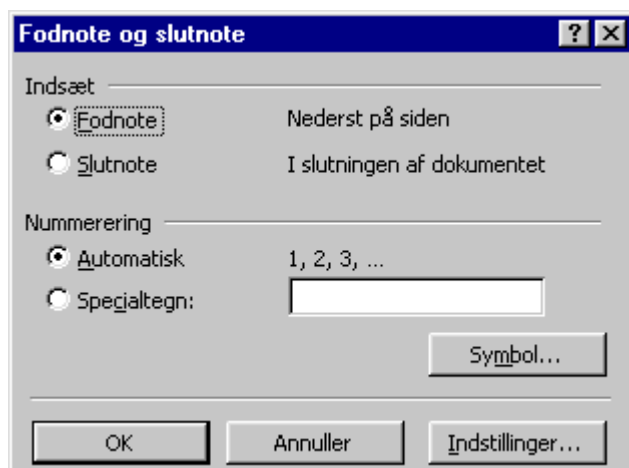 Fodnote og slutnote
Indsæt
Fodnote Nederst på siden
Slutnote I slutningen af dokumentet
Nummerering
Automatisk 1, 2, 3, ...
Specialtegn:
Symbol...
OK Annuller Indstillinger...